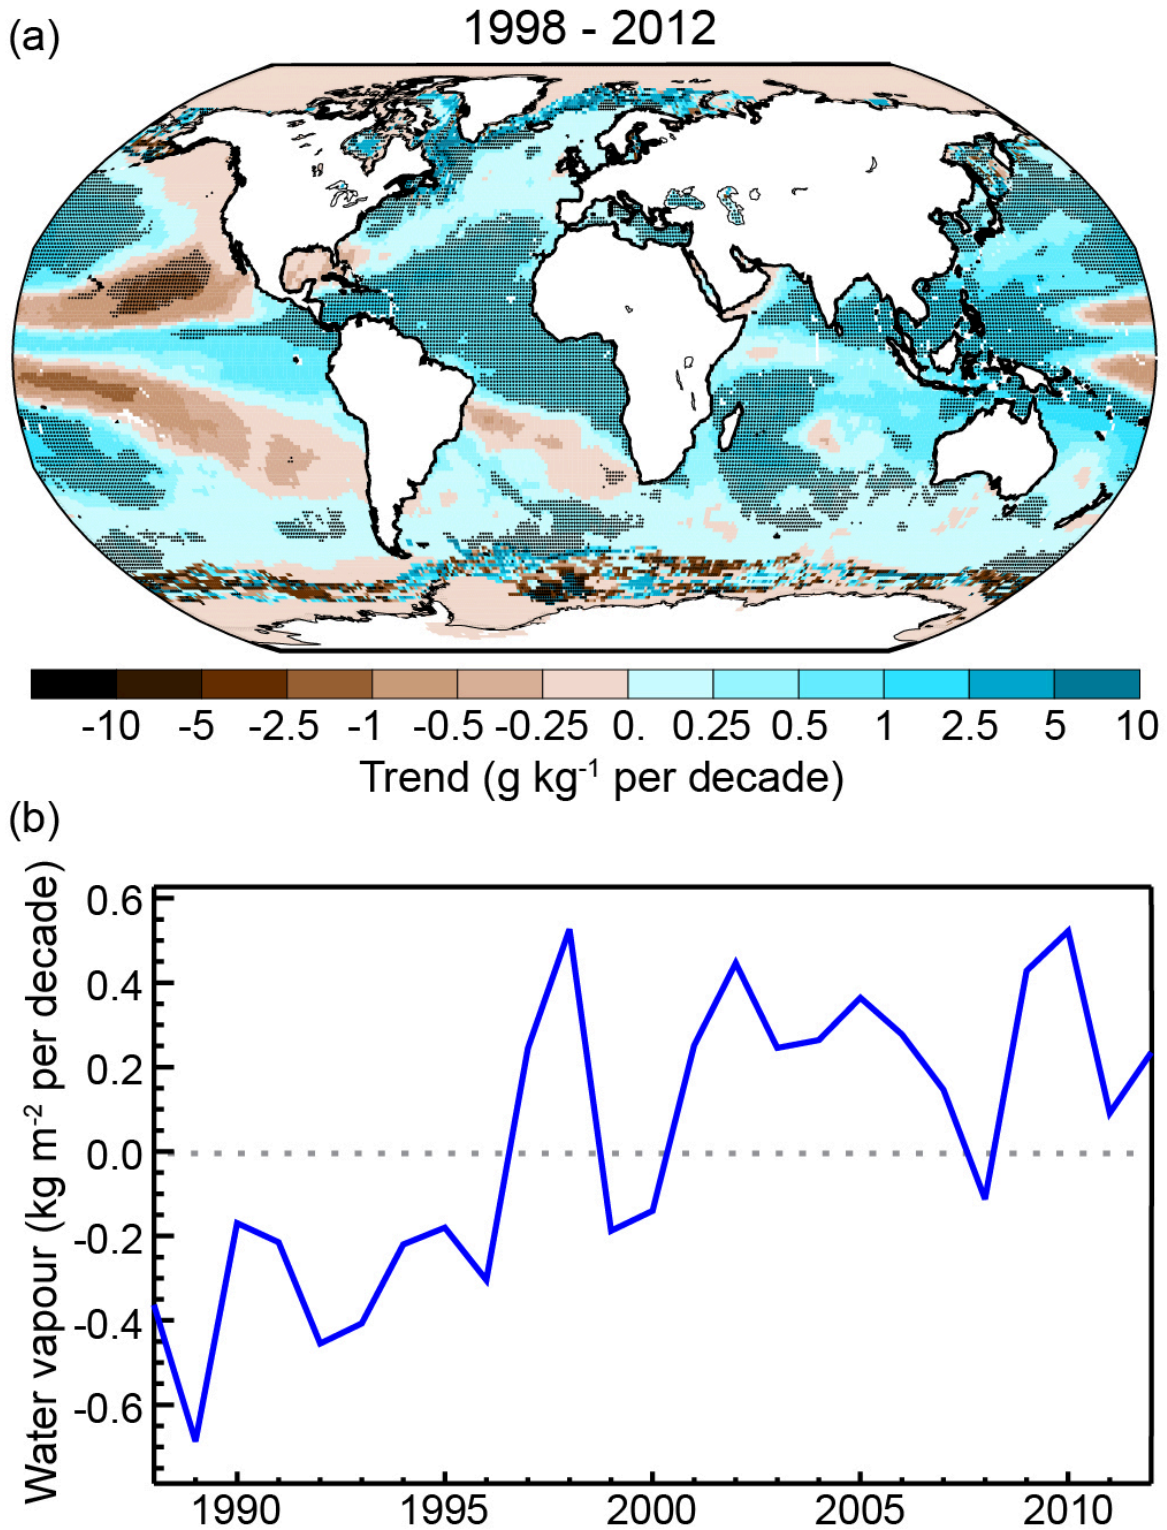 (a)
1998 - 2012
-10 -5 -2.5 -1 -0.5 -0.25 0. 0.25 0.5 1 2.5 5 10
Trend (g kg⁻¹ per decade)
(b)
Water vapour (kg m⁻² per decade)
0.6
0.4
0.2
0.0
-0.2
-0.4
-0.6
1990 1995 2000 2005 2010